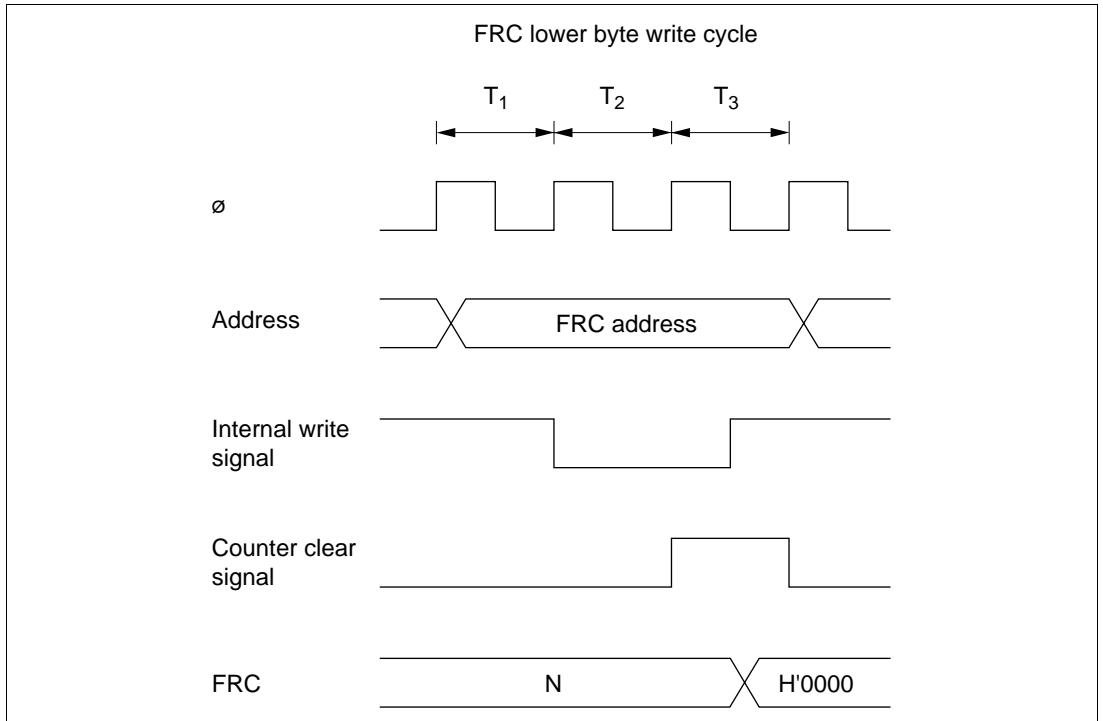 FRC lower byte write cycle
T1 T2 T3
ø
Address FRC address
Internal write
signal
Counter clear
signal
FRC N H'0000